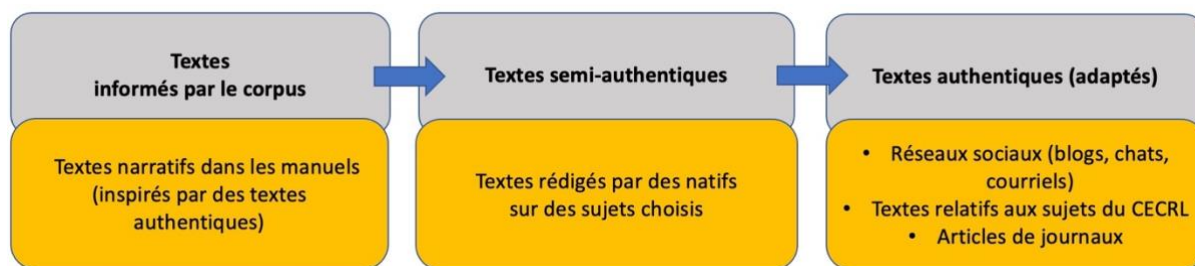 Textes
informés par le corpus
Textes narratifs dans les manuels
(inspirés par des textes
authentiques)
Textes semi-authentiques
Textes rédigés par des natifs
sur des sujets choisis
Textes authentiques (adaptés)
• Réseaux sociaux (blogs, chats,
courriels)
• Textes relatifs aux sujets du CECRL
• Articles de journaux